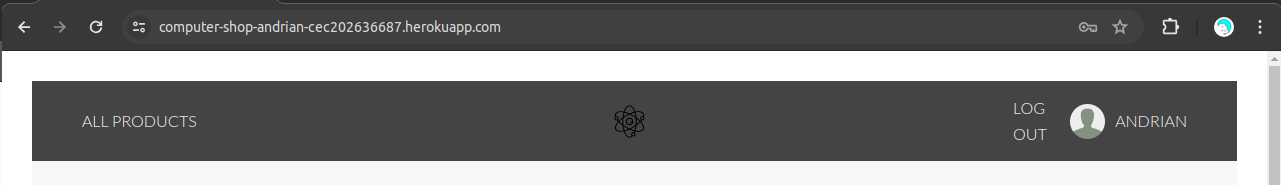 computer-shop-andrian-cec202636687.herokuapp.com
ALL PRODUCTS
LOG
OUT
ANDRIAN